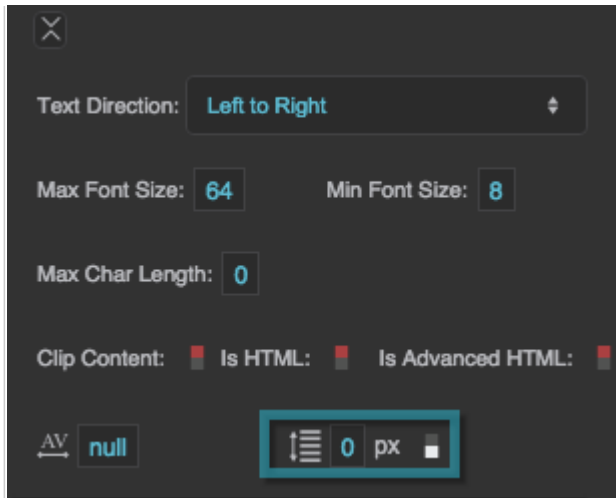 Text Direction: Left to Right
Max Font Size: 64 Min Font Size: 8
Max Char Length: 0
Clip Content: Is HTML: Is Advanced HTML:
AV null 0 px